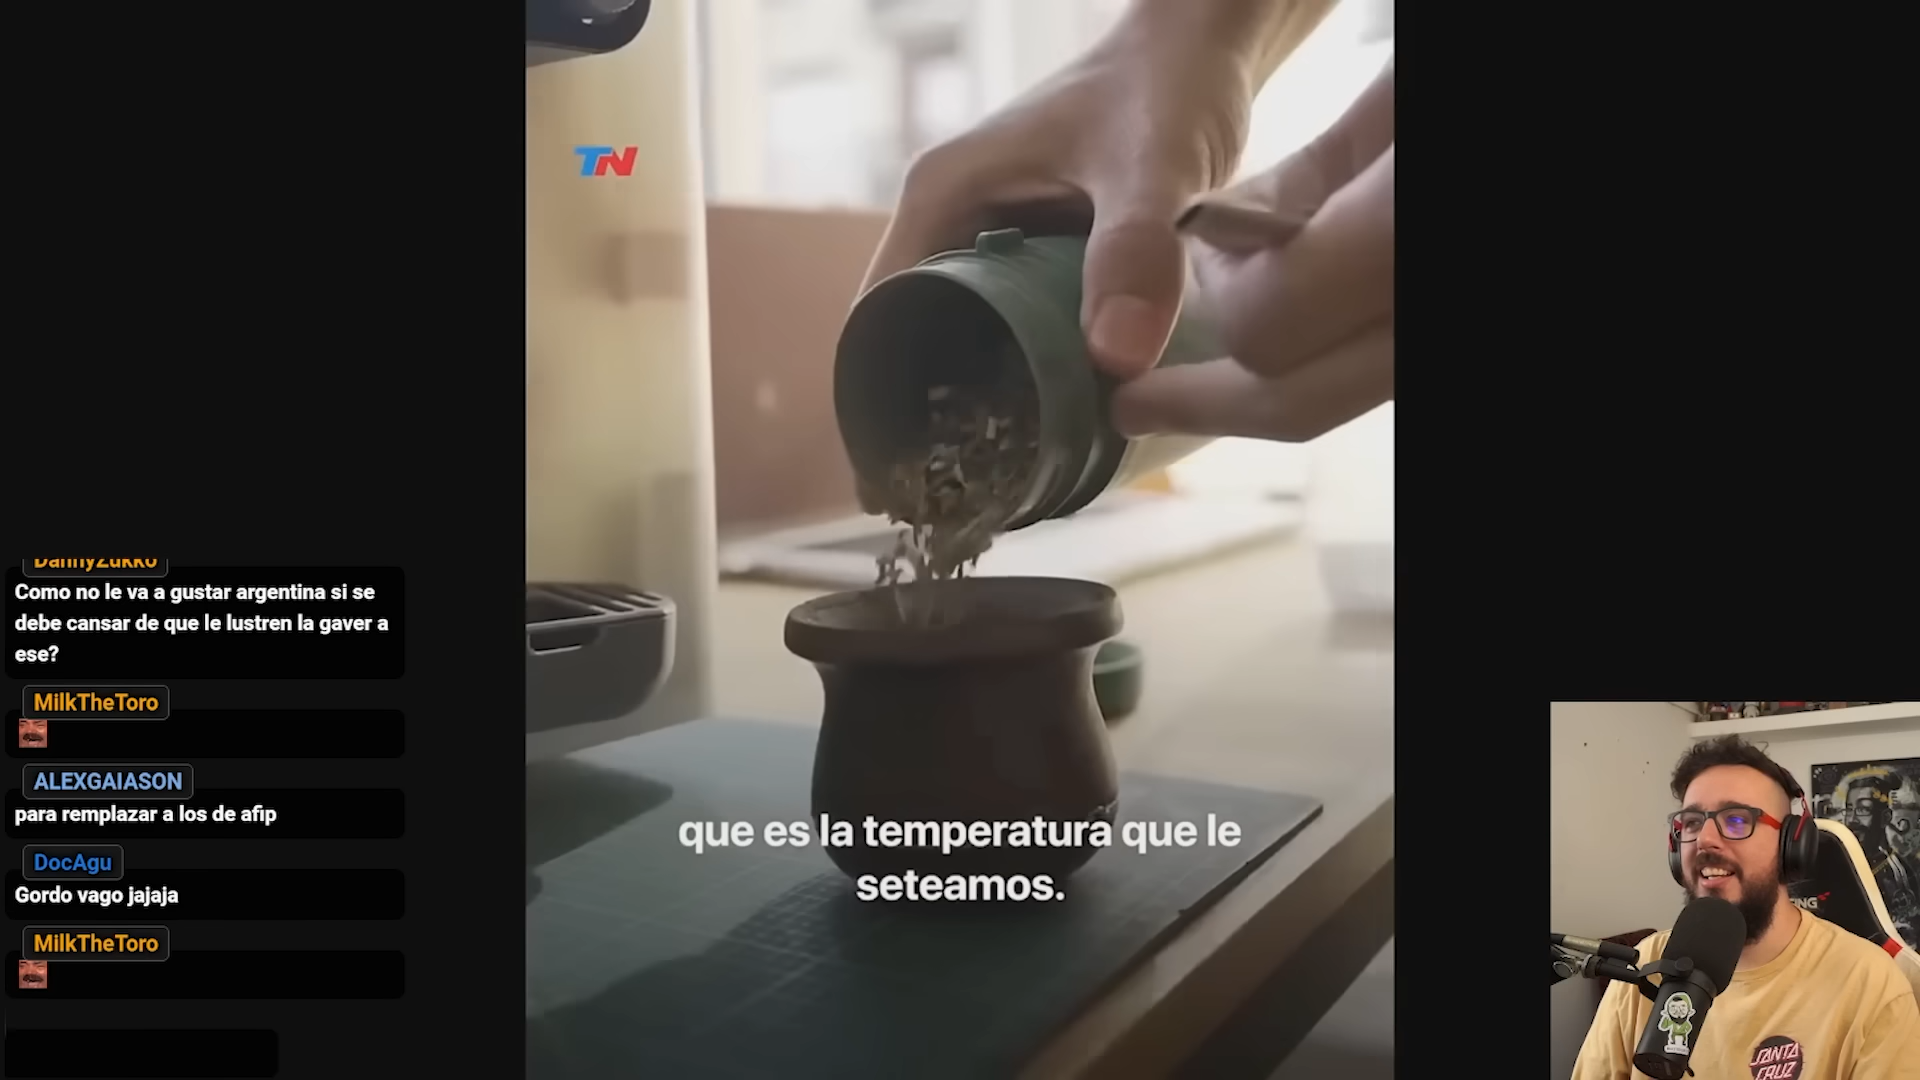 TN
DannyZukko
Como no le va a gustar argentina si se
debe cansar de que le lustren la gaver a
ese?
MilkTheToro
ALEXGAIASON
para remplazar a los de afip
DocAgu
Gordo vago jajaja
MilkTheToro
que es la temperatura que le
seteamos.
SANTA
CRUZ